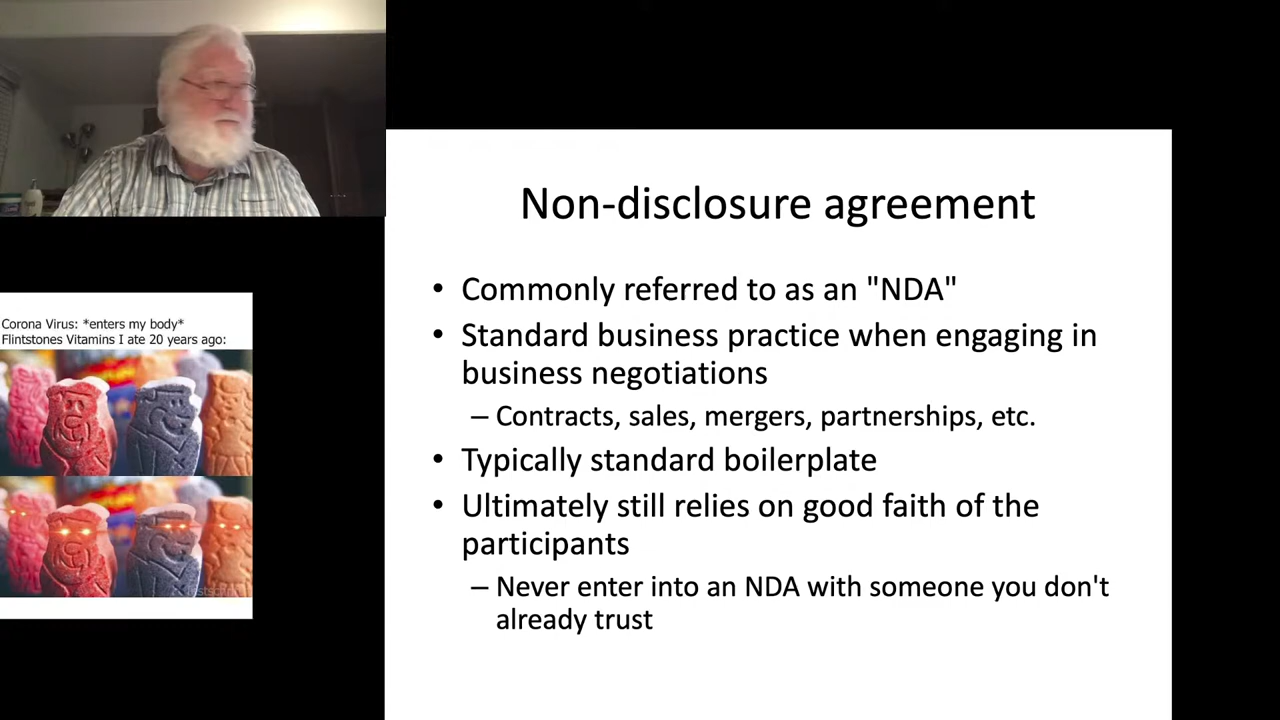 Non-disclosure agreement
• Commonly referred to as an "NDA"
• Standard business practice when engaging in
business negotiations
– Contracts, sales, mergers, partnerships, etc.
• Typically standard boilerplate
• Ultimately still relies on good faith of the
participants
– Never enter into an NDA with someone you don't
already trust
Corona Virus: *enters my body*
Flintstones Vitamins I ate 20 years ago: